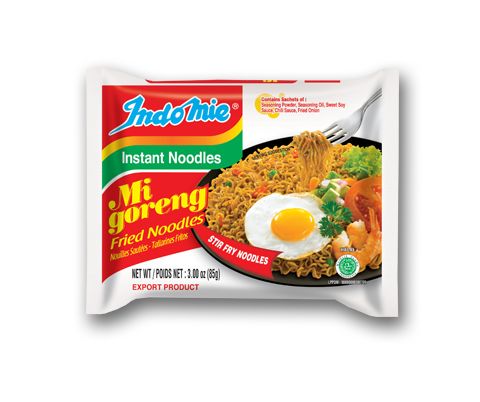 Indomie®
Contains Sachets of :
Seasoning Powder, Seasoning Oil, Sweet Soy
Sauce, Chili Sauce, Fried Onion
Instant Noodles
Mi
goreng
Fried Noodles
Nouilles Sautées - Tallarines Fritos
STIR FRY NOODLES
NET WT / POIDS NET : 3.00 oz (85g)
EXPORT PRODUCT